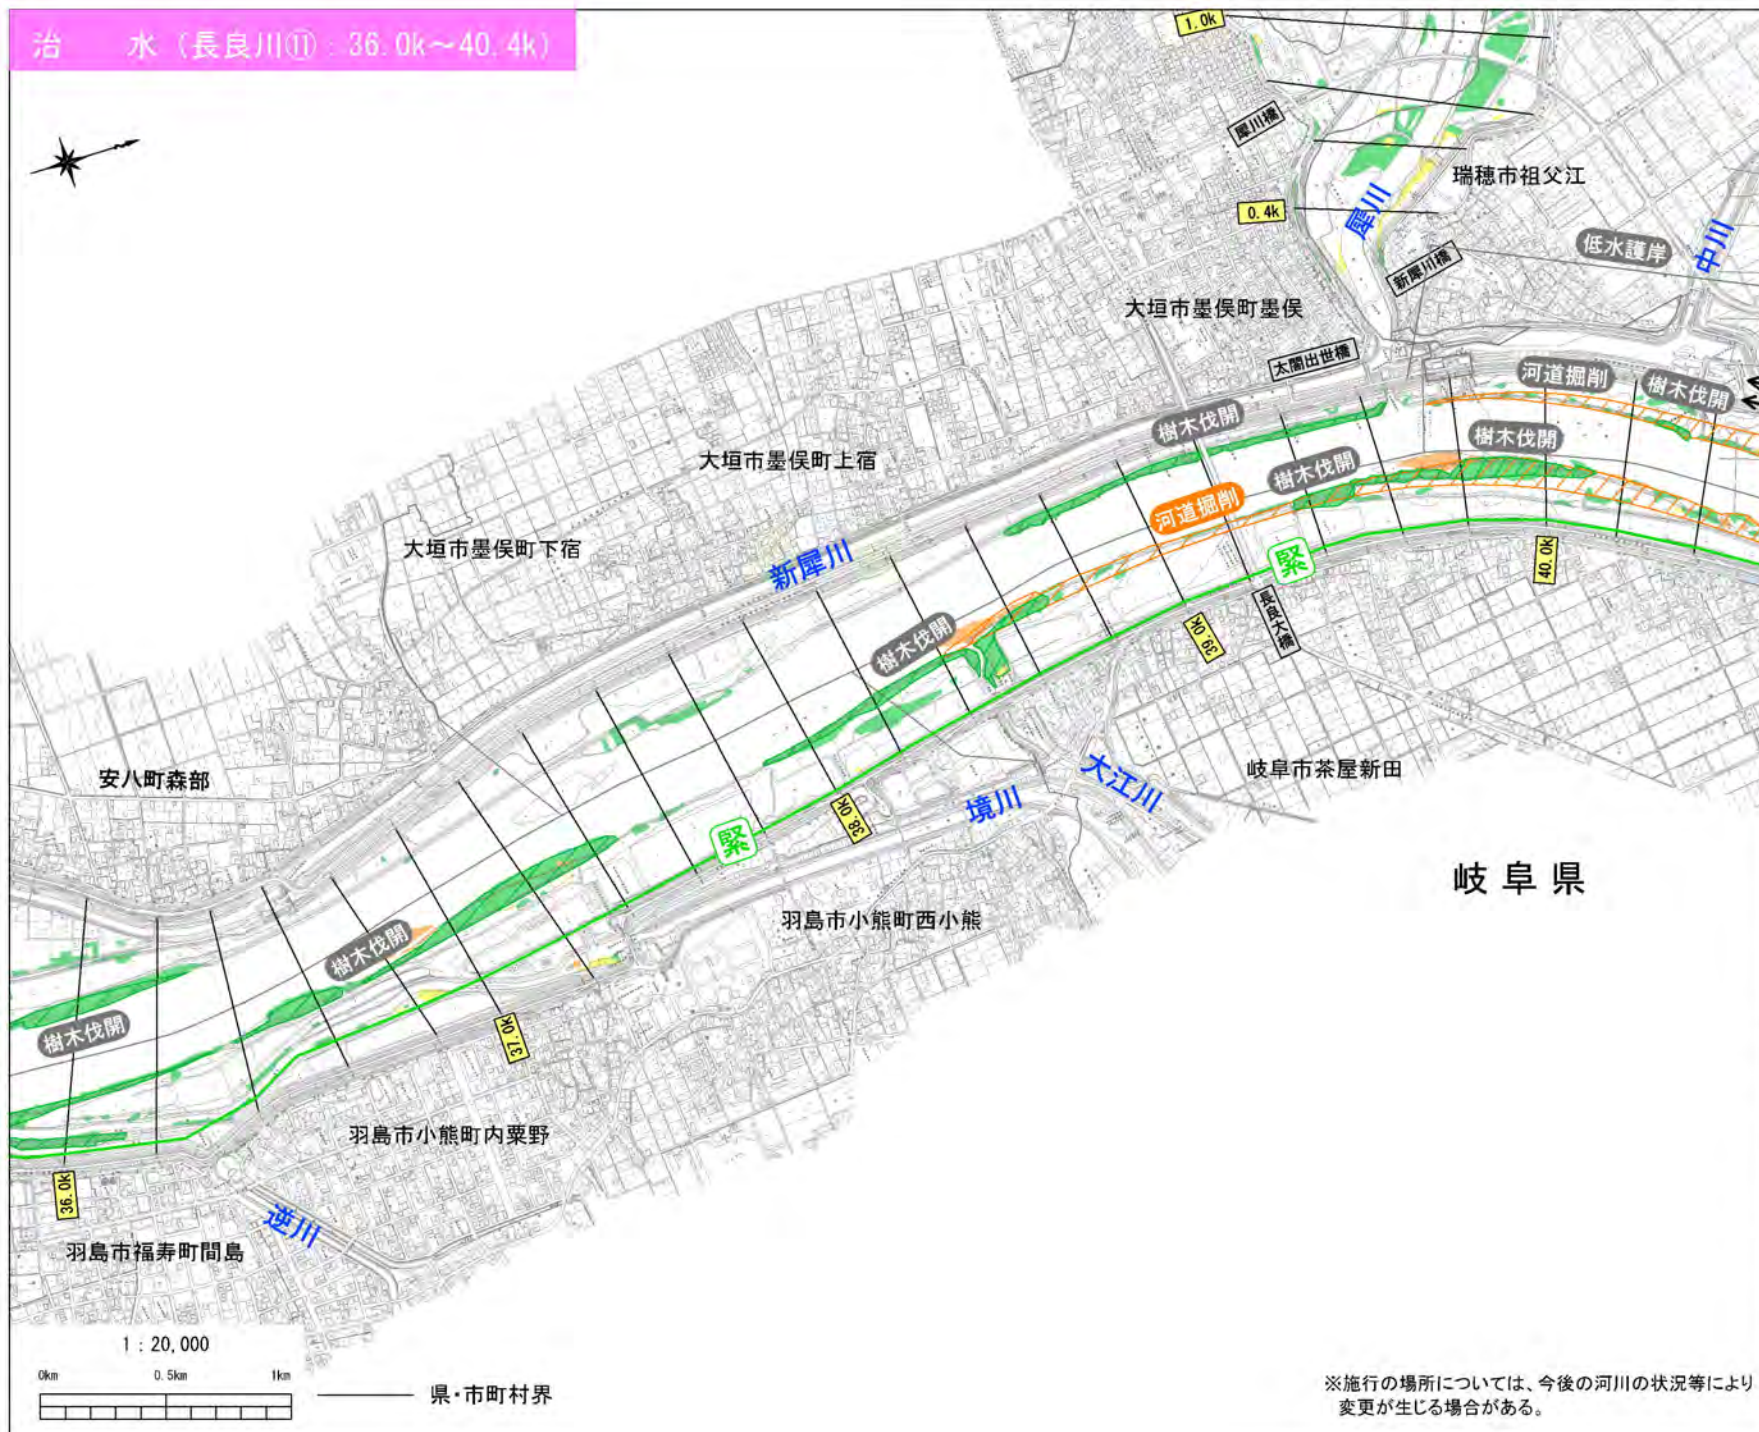 治　水（長良川⑪：36.0k～40.4k）
1.0k
犀川橋
瑞穂市祖父江
0.4k
犀川
中川
低水護岸
新犀川橋
大垣市墨俣町墨俣
太閤出世橋
河道掘削
樹木伐開
樹木伐開
樹木伐開
大垣市墨俣町上宿
樹木伐開
河道掘削
大垣市墨俣町下宿
新犀川
緊
40.0k
長良大橋
39.0k
樹木伐開
安八町森部
大江川
岐阜市茶屋新田
境川
38.0k
緊
岐阜県
羽島市小熊町西小熊
樹木伐開
樹木伐開
37.0k
羽島市小熊町内粟野
36.0k
逆川
羽島市福寿町間島
1：20,000
0km 0.5km 1km
県・市町村界
※施行の場所については、今後の河川の状況等により
変更が生じる場合がある。